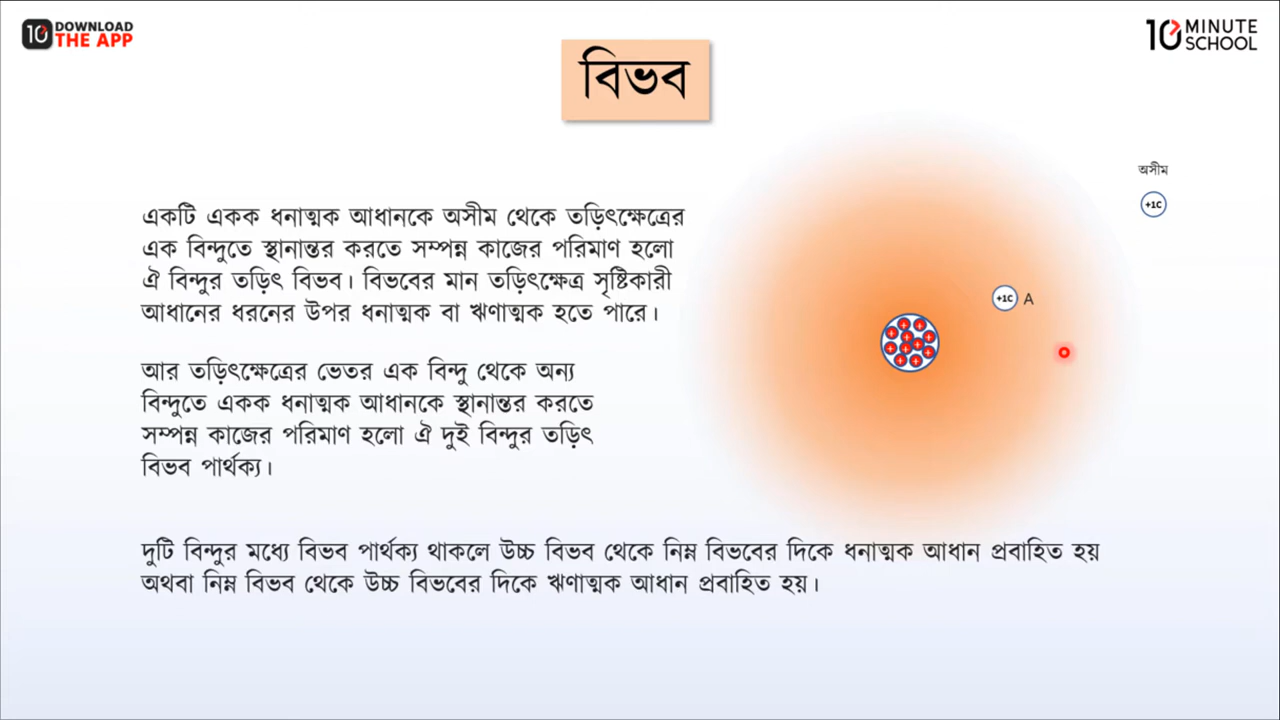 DOWNLOAD
THE APP
10 MINUTE
SCHOOL
বিভব
অসীম
+1C
একটি একক ধনাত্মক আধানকে অসীম থেকে তড়িৎক্ষেত্রের
এক বিন্দুতে স্থানান্তর করতে সম্পন্ন কাজের পরিমাণ হলো
ঐ বিন্দুর তড়িৎ বিভব। বিভবের মান তড়িৎক্ষেত্র সৃষ্টিকারী
আধানের ধরনের উপর ধনাত্মক বা ঋণাত্মক হতে পারে।
+1C A
আর তড়িৎক্ষেত্রের ভেতর এক বিন্দু থেকে অন্য
বিন্দুতে একক ধনাত্মক আধানকে স্থানান্তর করতে
সম্পন্ন কাজের পরিমাণ হলো ঐ দুই বিন্দুর তড়িৎ
বিভব পার্থক্য।
দুটি বিন্দুর মধ্যে বিভব পার্থক্য থাকলে উচ্চ বিভব থেকে নিম্ন বিভবের দিকে ধনাত্মক আধান প্রবাহিত হয়
অথবা নিম্ন বিভব থেকে উচ্চ বিভবের দিকে ঋণাত্মক আধান প্রবাহিত হয়।